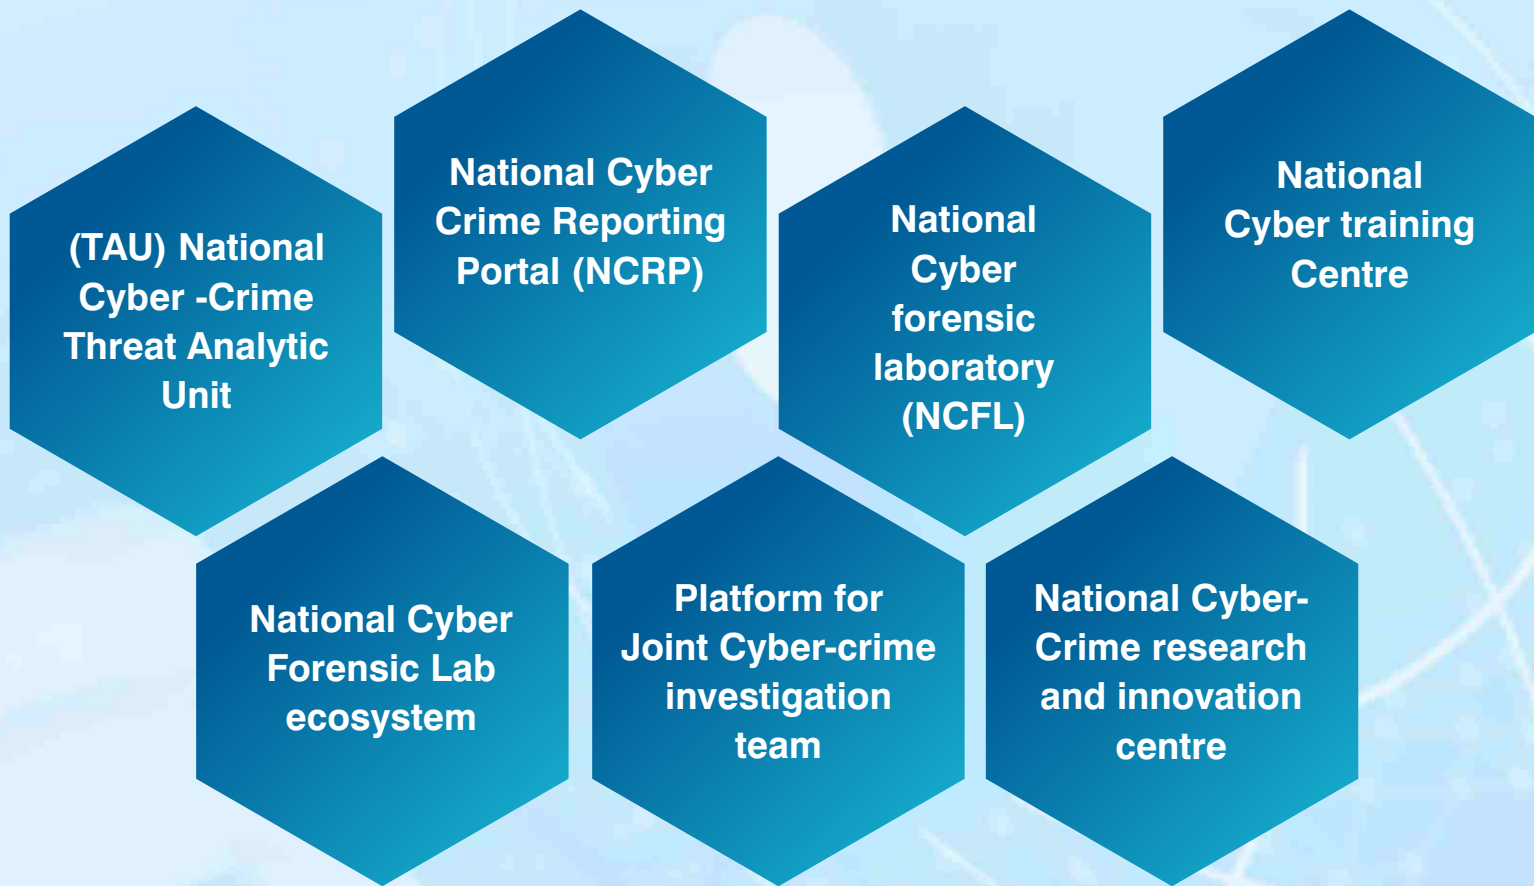 (TAU) National
Cyber -Crime
Threat Analytic
Unit
National Cyber
Crime Reporting
Portal (NCRP)
National
Cyber
forensic
laboratory
(NCFL)
National
Cyber training
Centre
National Cyber
Forensic Lab
ecosystem
Platform for
Joint Cyber-crime
investigation
team
National Cyber-
Crime research
and innovation
centre